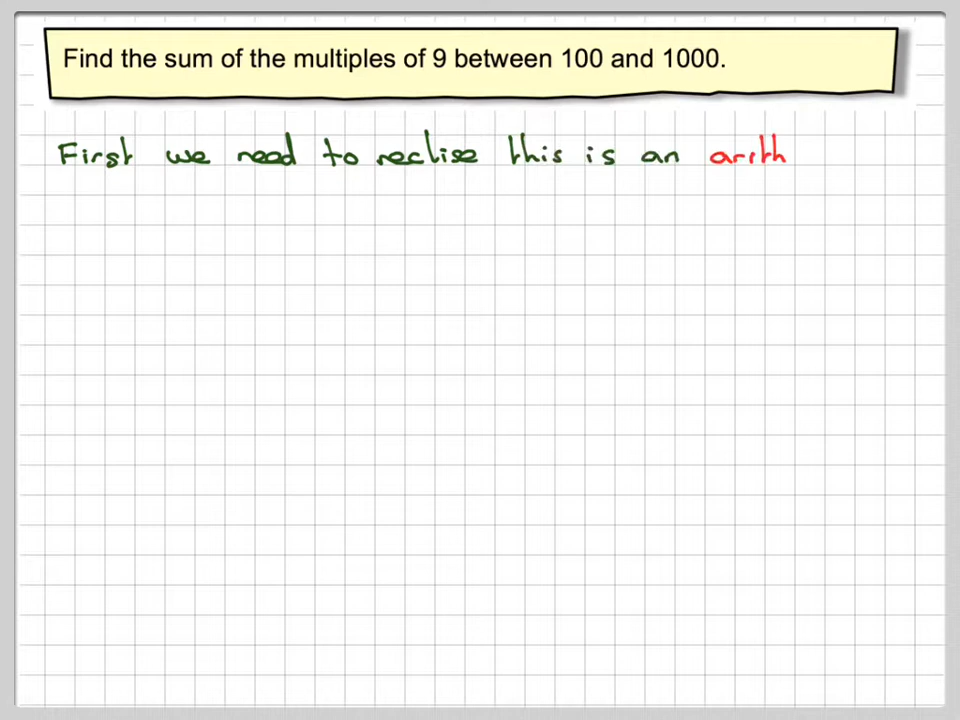 Find the sum of the multiples of 9 between 100 and 1000.
First we need to realise this is an arith